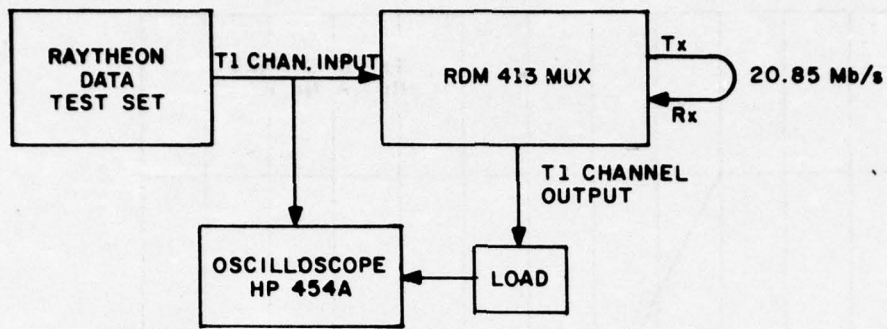 RAYTHEON
DATA
TEST SET
T1 CHAN. INPUT
RDM 413 MUX
Tx
Rx
20.85 Mb/s
T1 CHANNEL
OUTPUT
OSCILLOSCOPE
HP 454A
LOAD